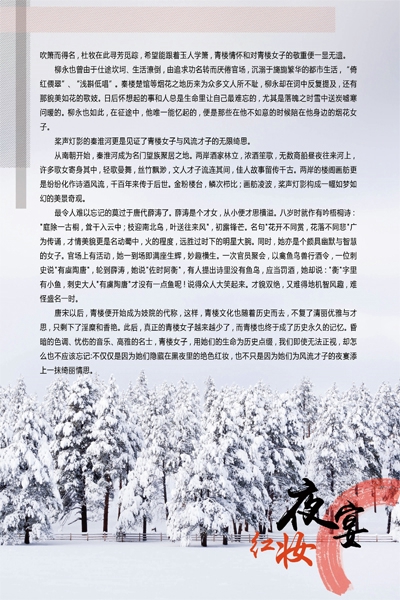 吹箫而得名，杜牧在此寻芳觅踪，希望能跟着玉人学箫，青楼情怀和对青楼女子的敬重便一显无遗。
柳永也曾由于仕途坎坷、生活潦倒，由追求功名转而厌倦官场，沉溺于旖旎繁华的都市生活，“倚
红偎翠”、“浅斟低唱”。秦楼楚馆等烟花之地历来为众多文人所不耻，柳永却在词中反复提及，还有
那貌美如花的歌妓。日后怀想起的事和人总是生命里让自己最难忘的，尤其是落魄之时雪中送炭嘘寒
问暖的。柳永也如此，在征途中，他唯一能忆起的，便是那些在他不如意的时候陪在他身边的烟花女
子。
桨声灯影的秦淮河更是见证了青楼女子与风流才子的无限绮思。
从南朝开始，秦淮河成为名门望族聚居之地。两岸酒家林立，浓酒笙歌，无数商船昼夜往来河上，
许多歌女寄身其中，轻歌曼舞，丝竹飘渺，文人才子流连其间，佳人故事留传千古。两岸的楼阁画舫更
是纷纷化作诗酒风流，千百年来传于后世。金粉楼台，鳞次栉比；画舫凌波，桨声灯影构成一幅如梦如
幻的美景奇观。
最令人难以忘记的莫过于唐代薛涛了。薛涛是个才女，从小便才思横溢。八岁时就作有吟梧桐诗：
“庭除一古桐，耸干入云中；枝迎南北鸟，叶送往来风”，初露锋芒。名句“花开不同赏，花落不同悲”广
为传诵，才情美貌更是名动蜀中，火的程度，远胜过时下的明星大腕。同时，她亦是个颇具幽默与智慧
的女子。官场上有活动，她一到场即满座生辉，妙趣横生。一次官员聚会，以禽鱼鸟兽行酒令，一位刺
史说“有虞陶唐”，轮到薛涛，她说“佐时阿衡”，有人提出诗里没有鱼鸟，应当罚酒，她却说：“‘衡’字里
有小鱼，刺史大人‘有虞陶唐’才没有一点鱼呢！说得众人大笑起来。才貌双绝，又难得她机智风趣，难
怪盛名一时。
唐宋以后，青楼便开始成为妓院的代称，这样，青楼文化也随着历史而去，不复了清丽优雅与才
思，只剩下了淫糜和香艳。此后，真正的青楼女子越来越少了，而青楼也终于成了历史永久的记忆。昏
暗的色调、忧伤的音乐、高雅的名士，青楼女子，用她们的生命为历史点缀，我们即使无法正视，却怎
么也不应该忘记:不仅仅是因为她们隐藏在黑夜里的绝色红妆，也不只是因为她们为风流才子的夜宴添
上一抹绮丽情思。
夜宴
红妆